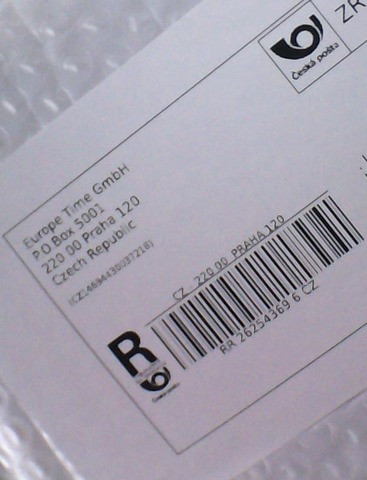 Česká pošta
ZR
Europe Time GmbH
P.O.Box 5001
220 00 Praha 120
Czech Republic
CZ - 220 00 PRAHA 120
R
RR 26254369 6 CZ